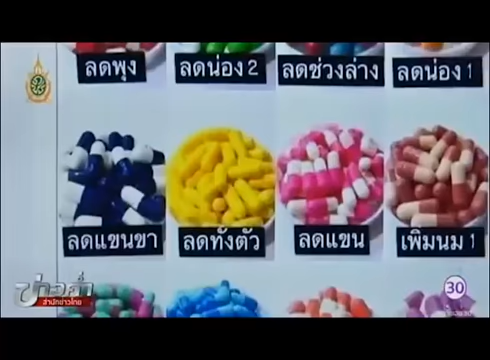 ลดพุง
ลดน่อง 2
ลดช่วงล่าง
ลดน่อง 1
ลดแขนขา
ลดทั้งตัว
ลดแขน
เพิ่มนม 1
ข่าวค่ำ
สำนักข่าวไทย
30